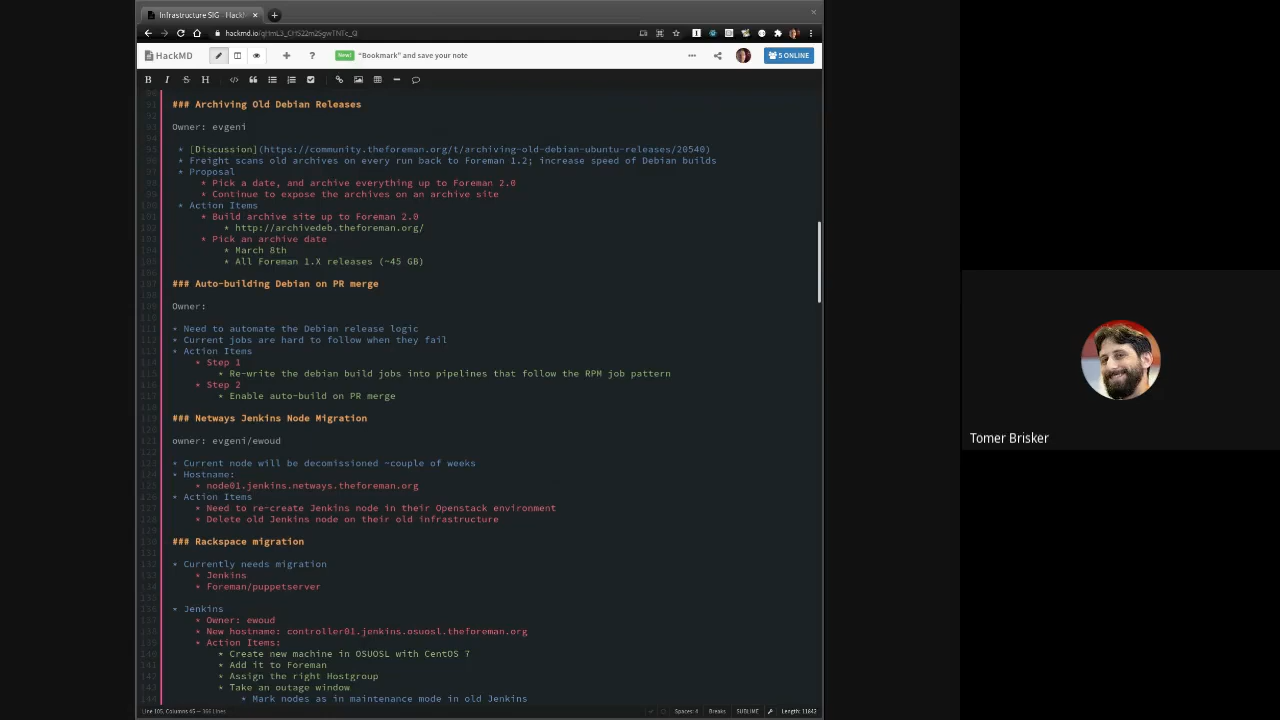 Infrastructure SIG - HackM
HackMD
New! "Bookmark" and save your note
5 ONLINE
### Archiving Old Debian Releases
Owner: evgeni
* [Discussion](https://community.theforeman.org/t/archiving-old-debian-ubuntu-releases/20540)
* Freight scans old archives on every run back to Foreman 1.2; increase speed of Debian builds
* Proposal
* Pick a date, and archive everything up to Foreman 2.0
* Continue to expose the archives on an archive site
* Action Items
* Build archive site up to Foreman 2.0
* http://archivedeb.theforeman.org/
* Pick an archive date
* March 8th
* All Foreman 1.X releases (~45 GB)
### Auto-building Debian on PR merge
Owner:
* Need to automate the Debian release logic
* Current jobs are hard to follow when they fail
* Action Items
* Step 1
* Re-write the debian build jobs into pipelines that follow the RPM job pattern
* Step 2
* Enable auto-build on PR merge
### Netways Jenkins Node Migration
owner: evgeni/ewoud
* Current node will be decomissioned ~couple of weeks
* Hostname:
* node01.jenkins.netways.theforeman.org
* Action Items
* Need to re-create Jenkins node in their Openstack environment
* Delete old Jenkins node on their old infrastructure
### Rackspace migration
* Currently needs migration
* Jenkins
* Foreman/puppetserver
* Jenkins
* Owner: ewoud
* New hostname: controller01.jenkins.osuosl.theforeman.org
* Action Items:
* Create new machine in OSUOSL with CentOS 7
* Add it to Foreman
* Assign the right Hostgroup
* Take an outage window
* Mark nodes as in maintenance mode in old Jenkins
Spaces: 4 Breaks SUBLIME Length: 11642
Tomer Brisker